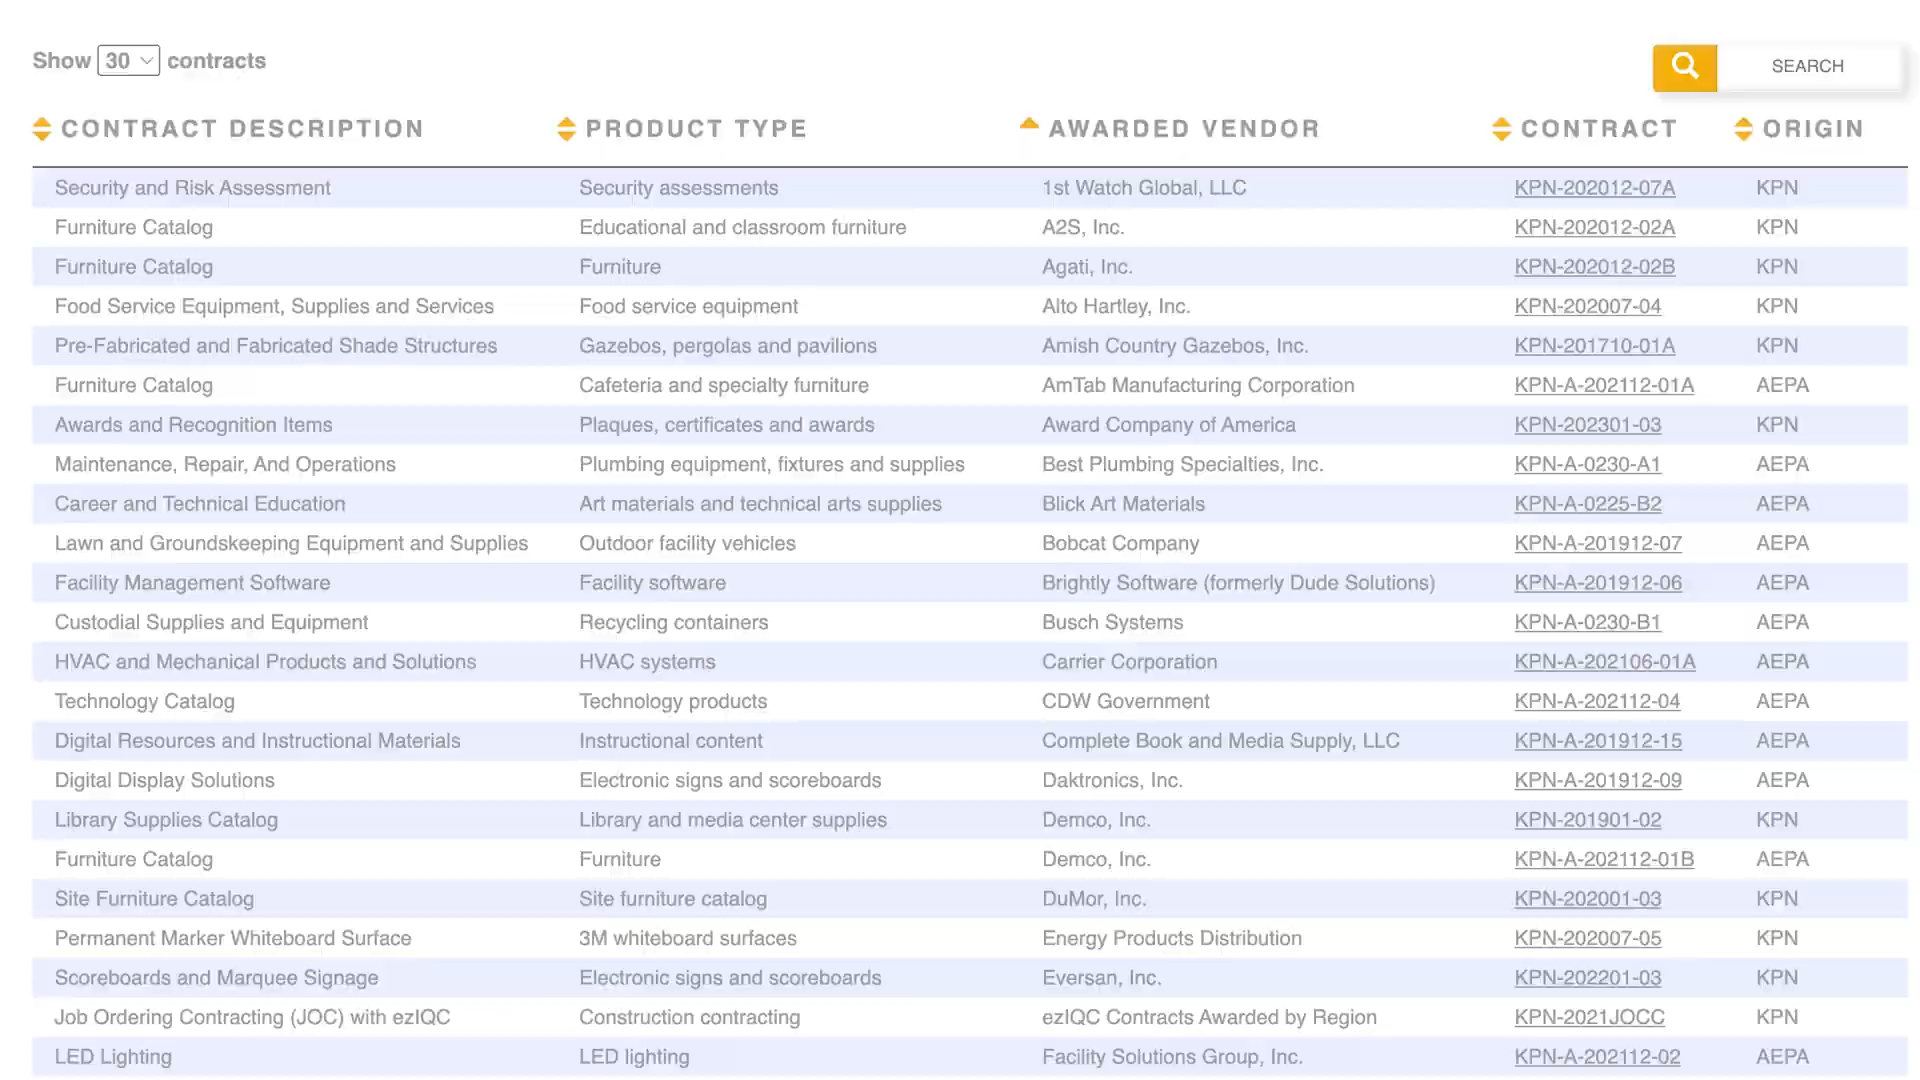 Show 30 contracts
SEARCH
CONTRACT DESCRIPTION PRODUCT TYPE AWARDED VENDOR CONTRACT ORIGIN
Security and Risk Assessment Security assessments 1st Watch Global, LLC KPN-202012-07A KPN
Furniture Catalog Educational and classroom furniture A2S, Inc. KPN-202012-02A KPN
Furniture Catalog Furniture Agati, Inc. KPN-202012-02B KPN
Food Service Equipment, Supplies and Services Food service equipment Alto Hartley, Inc. KPN-202007-04 KPN
Pre-Fabricated and Fabricated Shade Structures Gazebos, pergolas and pavilions Amish Country Gazebos, Inc. KPN-201710-01A KPN
Furniture Catalog Cafeteria and specialty furniture AmTab Manufacturing Corporation KPN-A-202112-01A AEPA
Awards and Recognition Items Plaques, certificates and awards Award Company of America KPN-202301-03 KPN
Maintenance, Repair, And Operations Plumbing equipment, fixtures and supplies Best Plumbing Specialties, Inc. KPN-A-0230-A1 AEPA
Career and Technical Education Art materials and technical arts supplies Blick Art Materials KPN-A-0225-B2 AEPA
Lawn and Groundskeeping Equipment and Supplies Outdoor facility vehicles Bobcat Company KPN-A-201912-07 AEPA
Facility Management Software Facility software Brightly Software (formerly Dude Solutions) KPN-A-201912-06 AEPA
Custodial Supplies and Equipment Recycling containers Busch Systems KPN-A-0230-B1 AEPA
HVAC and Mechanical Products and Solutions HVAC systems Carrier Corporation KPN-A-202106-01A AEPA
Technology Catalog Technology products CDW Government KPN-A-202112-04 AEPA
Digital Resources and Instructional Materials Instructional content Complete Book and Media Supply, LLC KPN-A-201912-15 AEPA
Digital Display Solutions Electronic signs and scoreboards Daktronics, Inc. KPN-A-201912-09 AEPA
Library Supplies Catalog Library and media center supplies Demco, Inc. KPN-201901-02 KPN
Furniture Catalog Furniture Demco, Inc. KPN-A-202112-01B AEPA
Site Furniture Catalog Site furniture catalog DuMor, Inc. KPN-202001-03 KPN
Permanent Marker Whiteboard Surface 3M whiteboard surfaces Energy Products Distribution KPN-202007-05 KPN
Scoreboards and Marquee Signage Electronic signs and scoreboards Eversan, Inc. KPN-202201-03 KPN
Job Ordering Contracting (JOC) with ezIQC Construction contracting ezIQC Contracts Awarded by Region KPN-2021JOCC KPN
LED Lighting LED lighting Facility Solutions Group, Inc. KPN-A-202112-02 AEPA